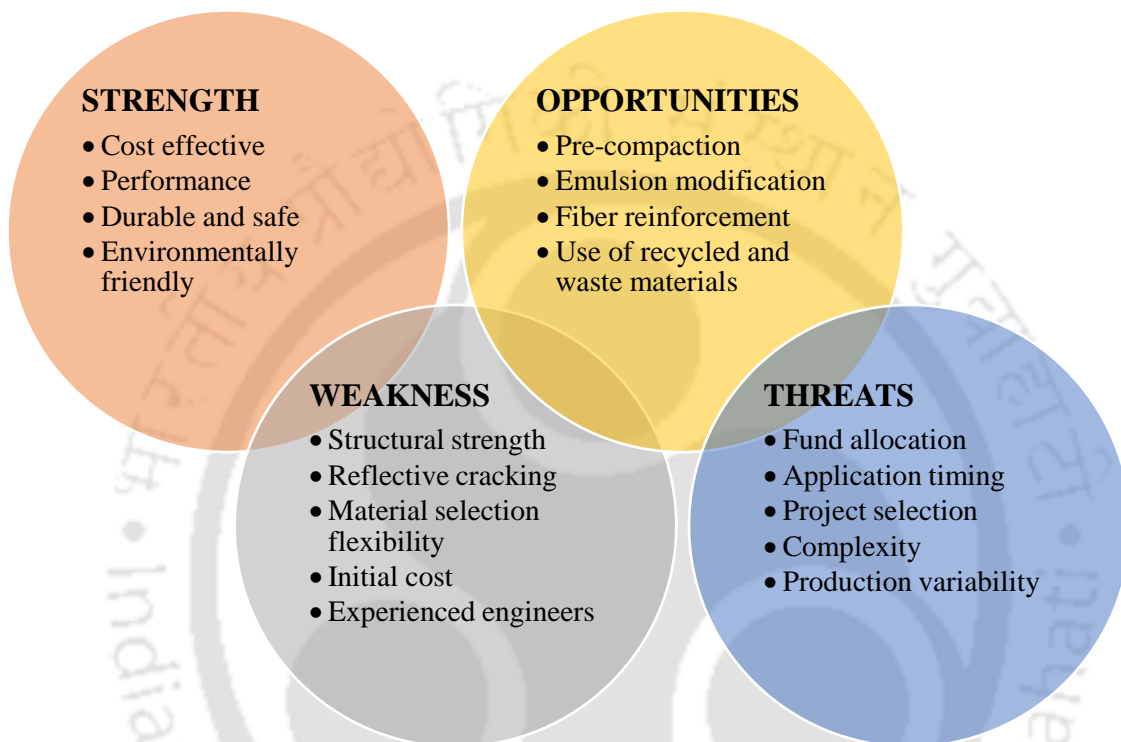 STRENGTH
• Cost effective
• Performance
• Durable and safe
• Environmentally
friendly
OPPORTUNITIES
• Pre-compaction
• Emulsion modification
• Fiber reinforcement
• Use of recycled and
waste materials
WEAKNESS
• Structural strength
• Reflective cracking
• Material selection
flexibility
• Initial cost
• Experienced engineers
THREATS
• Fund allocation
• Application timing
• Project selection
• Complexity
• Production variability